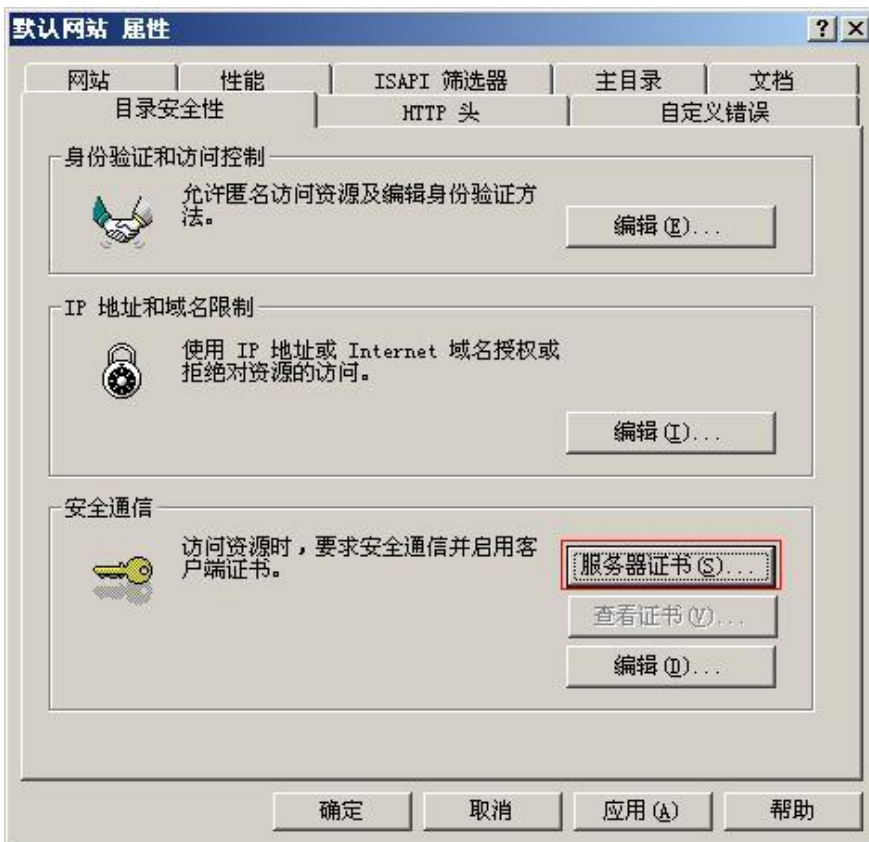 默认网站 属性
网站 性能 ISAPI 筛选器 主目录 文档
目录安全性 HTTP 头 自定义错误
身份验证和访问控制
允许匿名访问资源及编辑身份验证方
法。
编辑(E)...
IP 地址和域名限制
使用 IP 地址或 Internet 域名授权或
拒绝对资源的访问。
编辑(I)...
安全通信
访问资源时，要求安全通信并启用客
户端证书。
服务器证书(S)...
查看证书(V)...
编辑(D)...
确定 取消 应用(A) 帮助